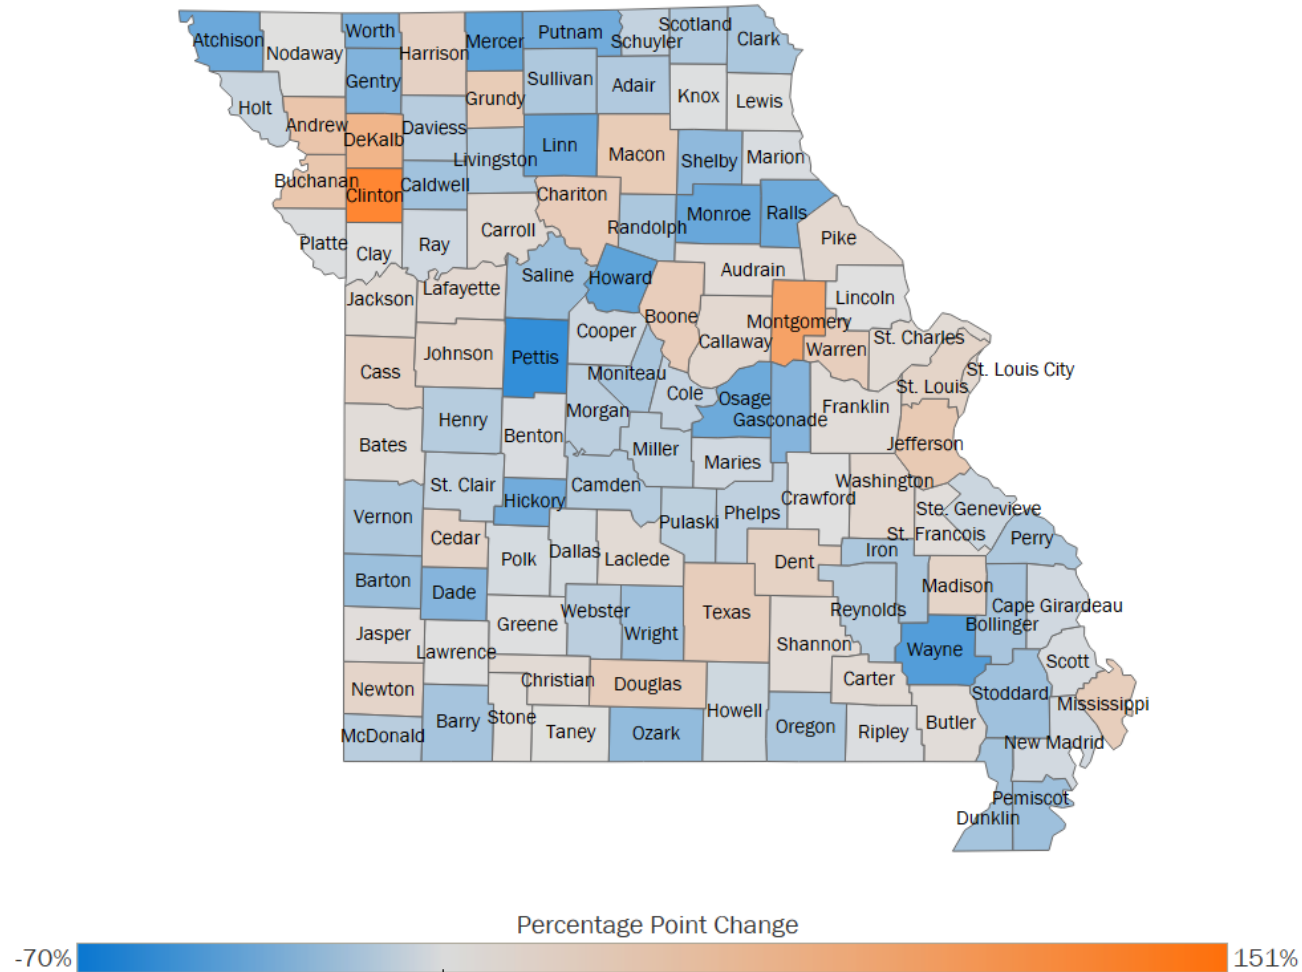 Atchison
Nodaway
Worth
Harrison
Mercer
Putnam
Schuyler
Scotland
Clark
Gentry
Sullivan
Adair
Knox
Lewis
Holt
Andrew
DeKalb
Daviess
Grundy
Livingston
Linn
Macon
Shelby
Marion
Buchanan
Clinton
Caldwell
Chariton
Randolph
Monroe
Ralls
Platte
Clay
Ray
Carroll
Pike
Saline
Howard
Audrain
Jackson
Lafayette
Boone
Lincoln
Cooper
Callaway
Montgomery
Warren
St. Charles
Cass
Johnson
Pettis
Moniteau
Cole
Osage
Gasconade
Franklin
St. Louis
St. Louis City
Henry
Benton
Morgan
Miller
Maries
Jefferson
Bates
St. Clair
Camden
Crawford
Washington
Vernon
Hickory
Pulaski
Phelps
Ste. Genevieve
St. Francois
Perry
Cedar
Polk
Dallas
Laclede
Dent
Iron
Barton
Dade
Madison
Cape Girardeau
Bollinger
Jasper
Lawrence
Greene
Webster
Wright
Texas
Reynolds
Shannon
Wayne
Scott
Newton
Christian
Douglas
Carter
Stoddard
Mississippi
McDonald
Barry
Stone
Taney
Ozark
Howell
Oregon
Ripley
Butler
New Madrid
Pemiscot
Dunklin
Percentage Point Change
-70%
151%